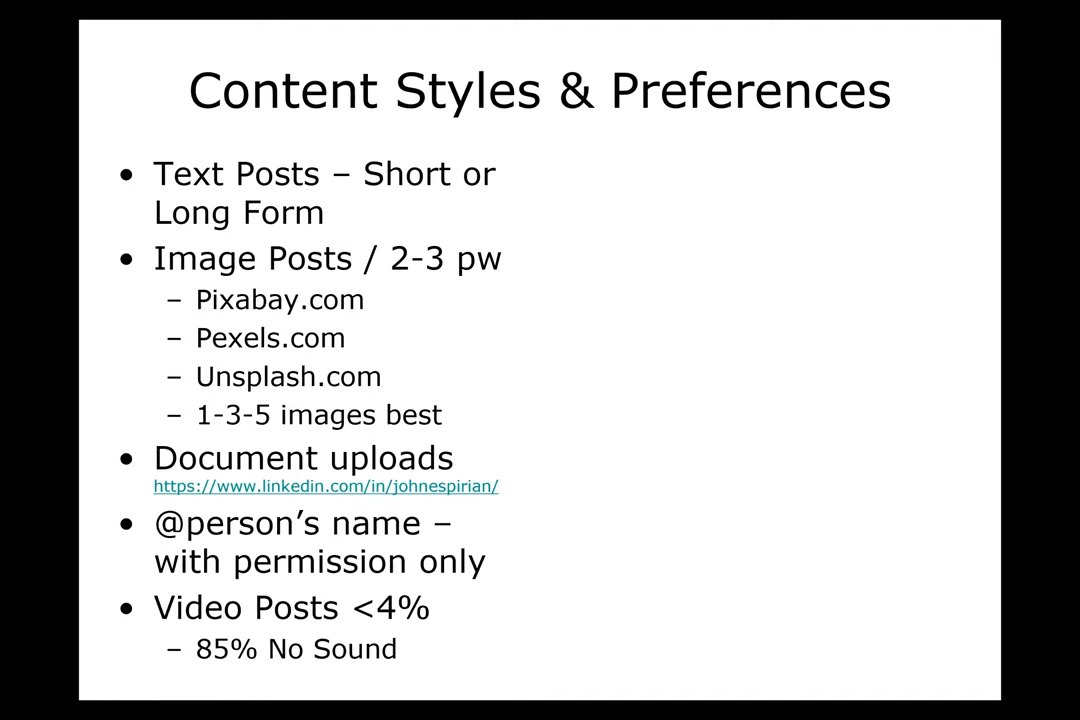 Content Styles & Preferences
• Text Posts – Short or
Long Form
• Image Posts / 2-3 pw
– Pixabay.com
– Pexels.com
– Unsplash.com
– 1-3-5 images best
• Document uploads
https://www.linkedin.com/in/johnespirian/
• @person’s name –
with permission only
• Video Posts <4%
– 85% No Sound